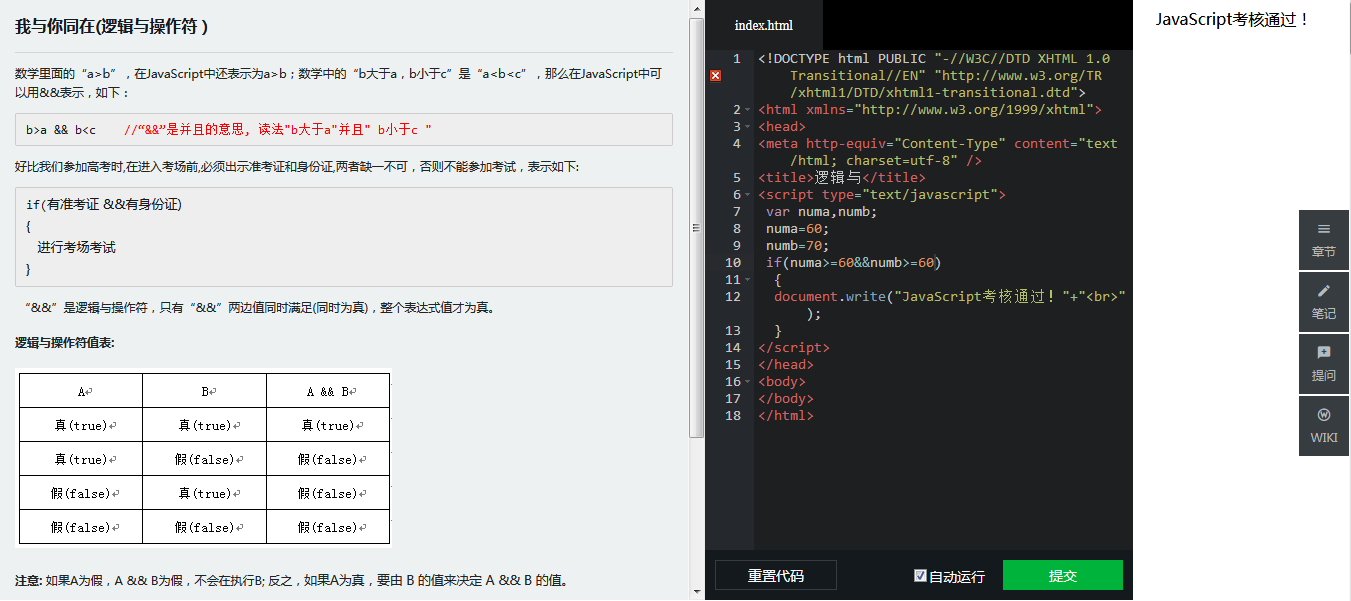 我与你同在(逻辑与操作符 )
数学里面的“a>b”，在JavaScript中还表示为a>b；数学中的“b大于a，b小于c”是“a<b<c”，那么在JavaScript中可
以用&&表示，如下：
b>a && b<c //“&&”是并且的意思, 读法"b大于a"并且" b小于c "
好比我们参加高考时,在进入考场前,必须出示准考证和身份证,两者缺一不可，否则不能参加考试，表示如下:
if(有准考证 &&有身份证)
{
进行考场考试
}
“&&”是逻辑与操作符，只有“&&”两边值同时满足(同时为真)，整个表达式值才为真。
逻辑与操作符值表:
A B A && B
真(true) 真(true) 真(true)
真(true) 假(false) 假(false)
假(false) 真(true) 假(false)
假(false) 假(false) 假(false)
注意: 如果A为假，A && B为假，不会在执行B; 反之，如果A为真，要由 B 的值来决定 A && B 的值。
index.html
1 <!DOCTYPE html PUBLIC "-//W3C//DTD XHTML 1.0
Transitional//EN" "http://www.w3.org/TR
/xhtml1/DTD/xhtml1-transitional.dtd">
2 <html xmlns="http://www.w3.org/1999/xhtml">
3 <head>
4 <meta http-equiv="Content-Type" content="text
/html; charset=utf-8" />
5 <title>逻辑与</title>
6 <script type="text/javascript">
7 var numa,numb;
8 numa=60;
9 numb=70;
10 if(numa>=60&&numb>=60)
11 {
12 document.write("JavaScript考核通过！"+"<br>"
);
13 }
14 </script>
15 </head>
16 <body>
17 </body>
18 </html>
重置代码
自动运行
提交
JavaScript考核通过！
章节
笔记
提问
WIKI